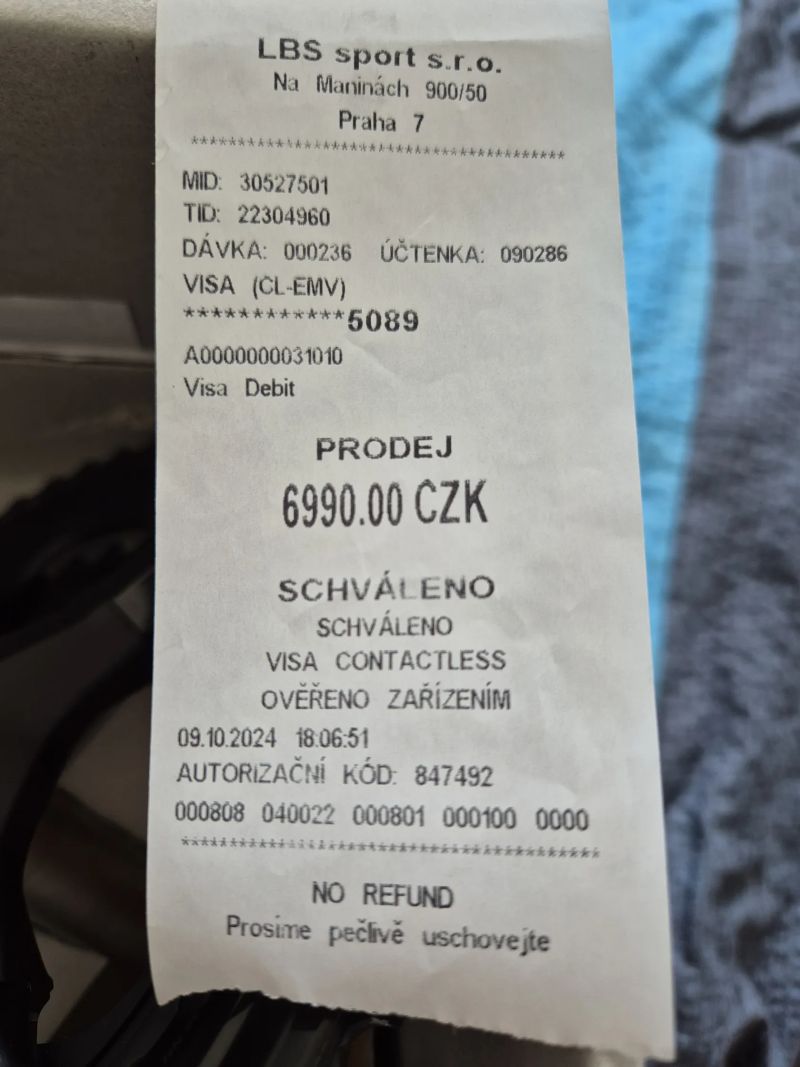 LBS sport s.r.o.
Na Maninách 900/50
Praha 7
****************************************
MID: 30527501
TID: 22304960
DÁVKA: 000236 ÚČTENKA: 090286
VISA (CL-EMV)
************5089
A0000000031010
Visa Debit
PRODEJ
6990.00 CZK
SCHVÁLENO
SCHVÁLENO
VISA CONTACTLESS
OVĚŘENO ZAŘÍZENÍM
09.10.2024 18:06:51
AUTORIZAČNÍ KÓD: 847492
000808 040022 000801 000100 0000
****************************************
NO REFUND
Prosíme pečlivě uschovejte